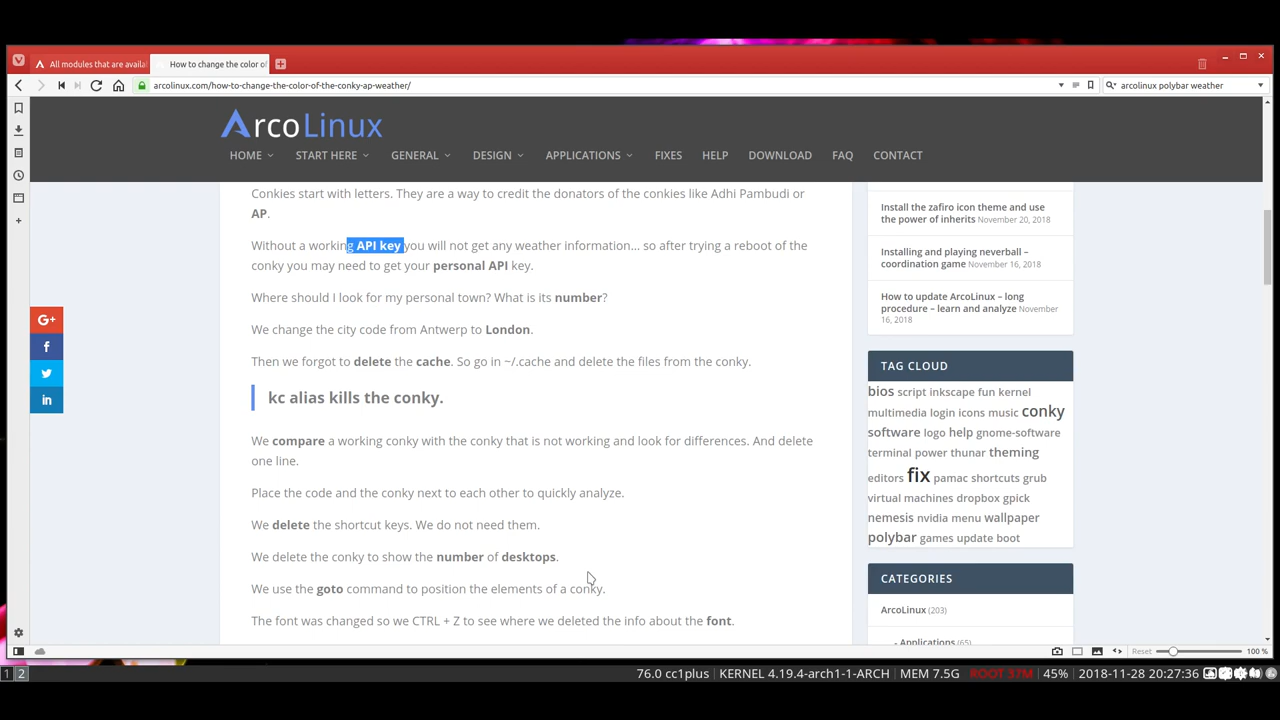 All modules that are availa
How to change the color of
arcolinux.com/how-to-change-the-color-of-the-conky-ap-weather/
arcolinux polybar weather
ArcoLinux
HOME
START HERE
GENERAL
DESIGN
APPLICATIONS
FIXES
HELP
DOWNLOAD
FAQ
CONTACT
Conkies start with letters. They are a way to credit the donators of the conkies like Adhi Pambudi or
AP.
Without a working API key you will not get any weather information… so after trying a reboot of the
conky you may need to get your personal API key.
Where should I look for my personal town? What is its number?
We change the city code from Antwerp to London.
Then we forgot to delete the cache. So go in ~/.cache and delete the files from the conky.
kc alias kills the conky.
We compare a working conky with the conky that is not working and look for differences. And delete
one line.
Place the code and the conky next to each other to quickly analyze.
We delete the shortcut keys. We do not need them.
We delete the conky to show the number of desktops.
We use the goto command to position the elements of a conky.
The font was changed so we CTRL + Z to see where we deleted the info about the font.
G+
f
in
Install the zafiro icon theme and use
the power of inherits November 20, 2018
Installing and playing neverball –
coordination game November 16, 2018
How to update ArcoLinux – long
procedure – learn and analyze November
16, 2018
TAG CLOUD
bios script inkscape fun kernel
multimedia login icons music conky
software logo help gnome-software
terminal power thunar theming
editors fix pamac shortcuts grub
virtual machines dropbox gpick
nemesis nvidia menu wallpaper
polybar games update boot
CATEGORIES
ArcoLinux (203)
- Applications (65)
Reset
100 %
1 2
76.0 cc1plus | KERNEL 4.19.4-arch1-1-ARCH | MEM 7.5G | ROOT 37M | 45% | 2018-11-28 20:27:36